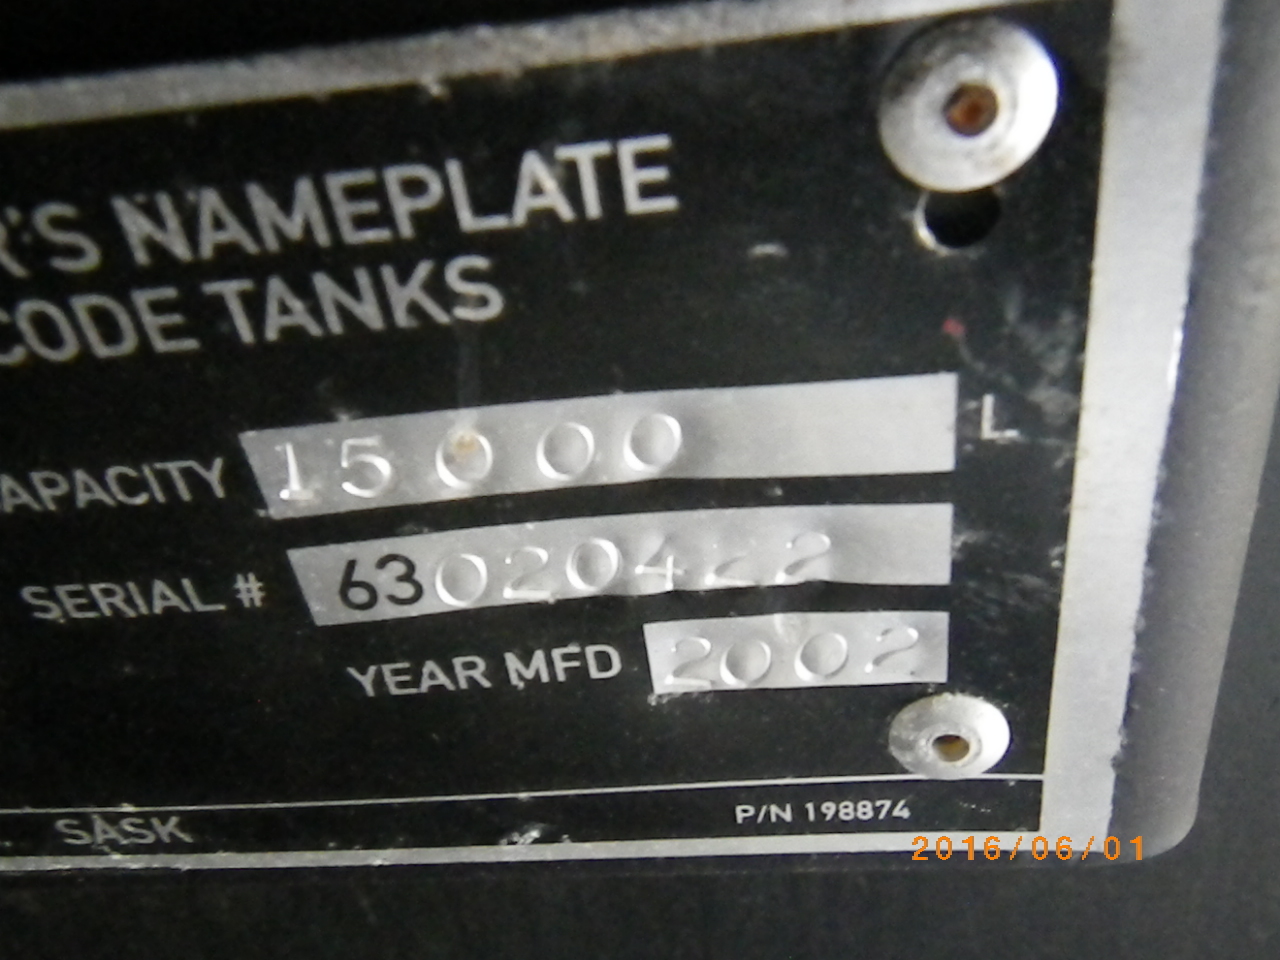 R'S NAMEPLATE
CODE TANKS
APACITY 15000 L
SERIAL # 63020422
YEAR MFD 2002
SASK P/N 198874
2016/06/01